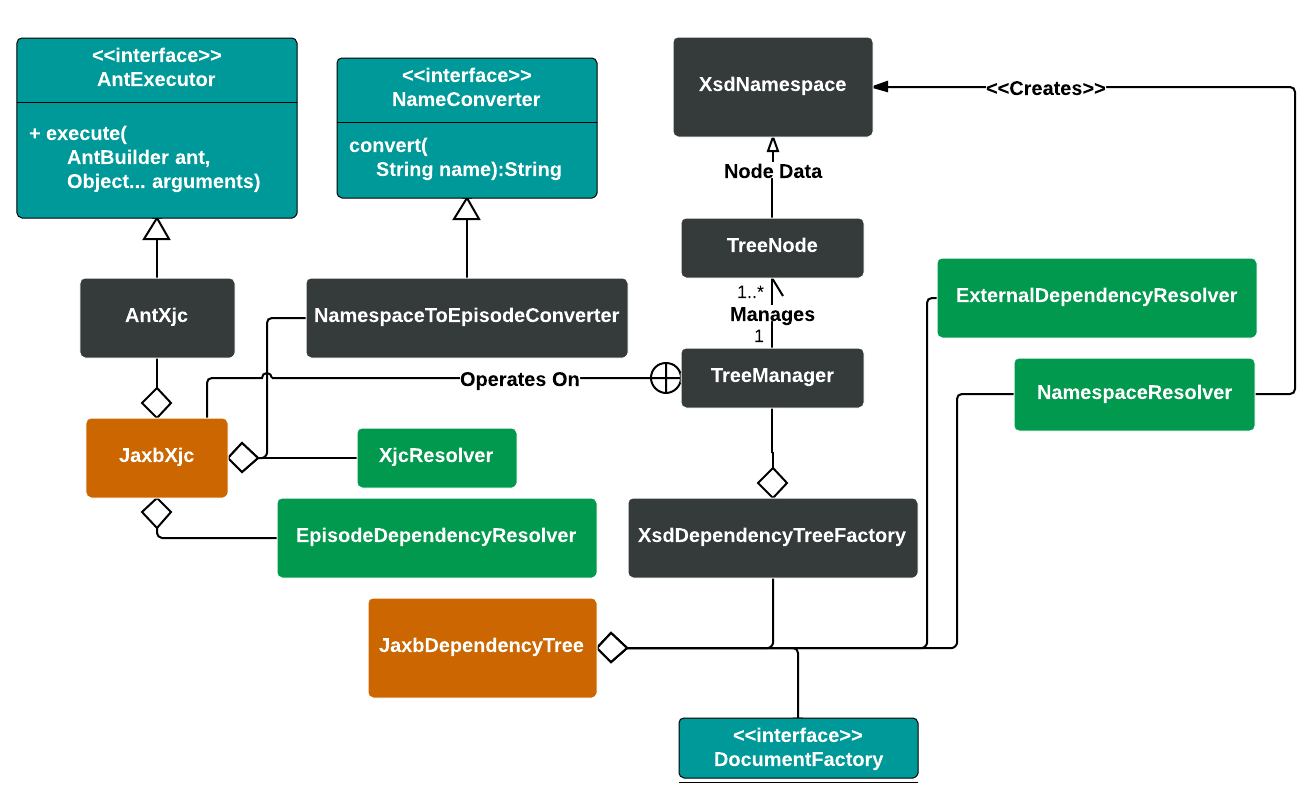 <<interface>>
AntExecutor
+ execute(
AntBuilder ant,
Object... arguments)
<<interface>>
NameConverter
convert(
String name):String
XsdNamespace
<<Creates>>
Node Data
TreeNode
1..*
Manages
1
ExternalDependencyResolver
AntXjc
NamespaceToEpisodeConverter
Operates On
TreeManager
NamespaceResolver
JaxbXjc
XjcResolver
EpisodeDependencyResolver
XsdDependencyTreeFactory
JaxbDependencyTree
<<interface>>
DocumentFactory